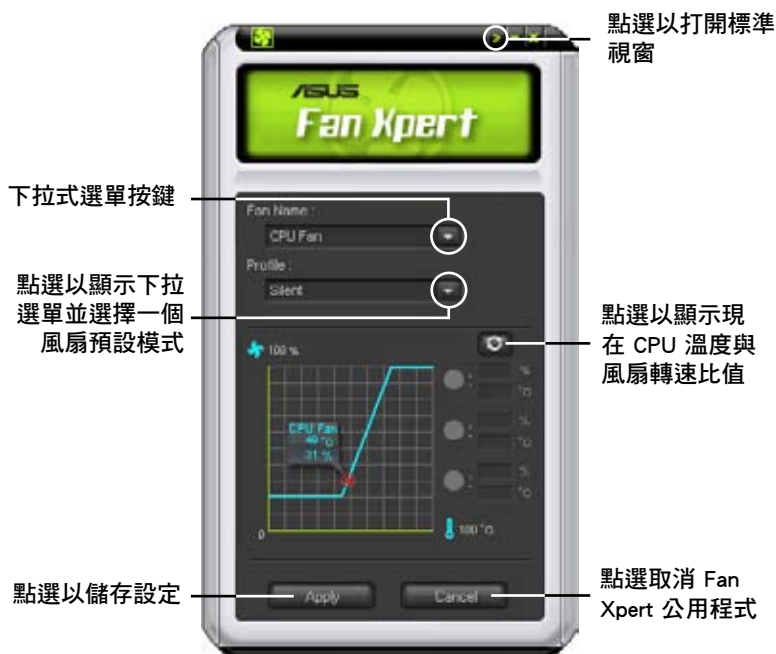 點選以打開標準
視窗
ASUS
Fan Xpert
下拉式選單按鍵
Fan Name :
CPU Fan
Profile :
Silent
點選以顯示下拉
選單並選擇一個
風扇預設模式
點選以顯示現
在 CPU 溫度與
風扇轉速比值
100 %
%
°C
CPU Fan
°C
31 %
%
°C
%
°C
0
100 °C
點選以儲存設定
Apply
Cancel
點選取消 Fan
Xpert 公用程式